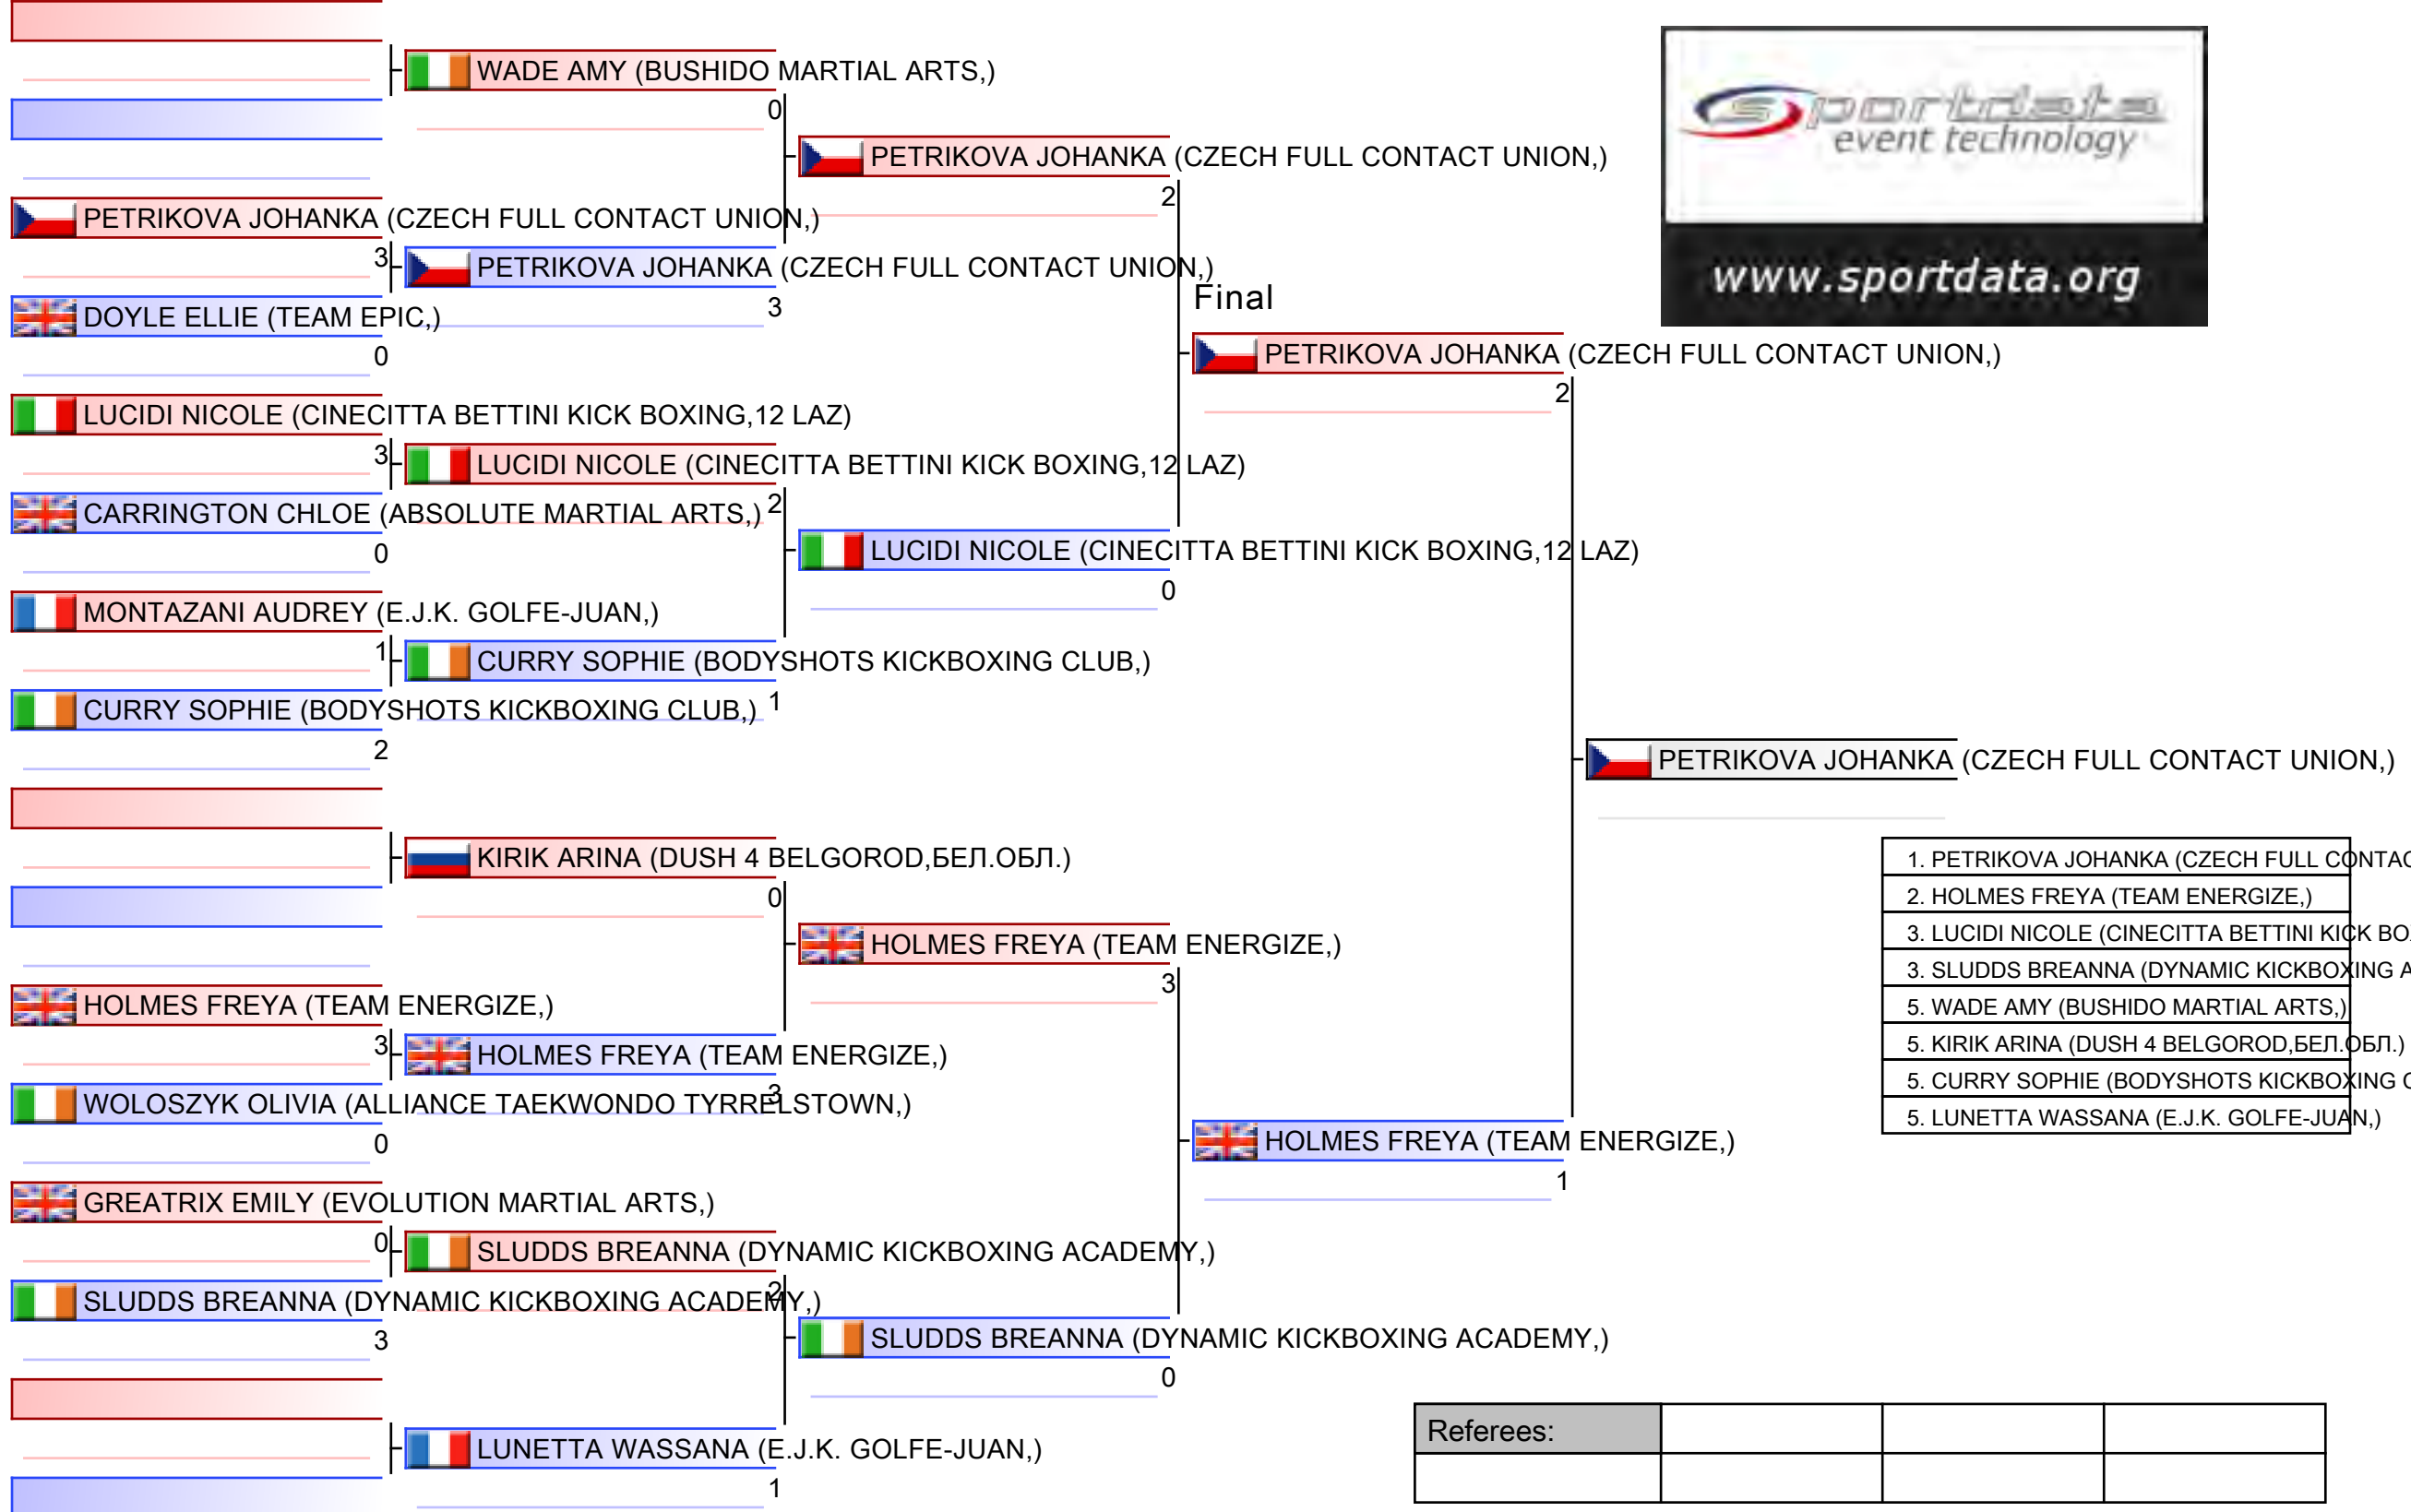 WADE AMY (BUSHIDO MARTIAL ARTS,)
0
PETRIKOVA JOHANKA (CZECH FULL CONTACT UNION,)
2
PETRIKOVA JOHANKA (CZECH FULL CONTACT UNION,)
3
PETRIKOVA JOHANKA (CZECH FULL CONTACT UNION,)
3
DOYLE ELLIE (TEAM EPIC,)
0
Final
PETRIKOVA JOHANKA (CZECH FULL CONTACT UNION,)
2
LUCIDI NICOLE (CINECITTA BETTINI KICK BOXING,12 LAZ)
3
LUCIDI NICOLE (CINECITTA BETTINI KICK BOXING,12 LAZ)
2
CARRINGTON CHLOE (ABSOLUTE MARTIAL ARTS,)
0
LUCIDI NICOLE (CINECITTA BETTINI KICK BOXING,12 LAZ)
0
MONTAZANI AUDREY (E.J.K. GOLFE-JUAN,)
1
CURRY SOPHIE (BODYSHOTS KICKBOXING CLUB,)
1
CURRY SOPHIE (BODYSHOTS KICKBOXING CLUB,)
2
PETRIKOVA JOHANKA (CZECH FULL CONTACT UNION,)
KIRIK ARINA (DUSH 4 BELGOROD,БЕЛ.ОБЛ.)
0
HOLMES FREYA (TEAM ENERGIZE,)
3
HOLMES FREYA (TEAM ENERGIZE,)
3
HOLMES FREYA (TEAM ENERGIZE,)
3
WOLOSZYK OLIVIA (ALLIANCE TAEKWONDO TYRRELSTOWN,)
0
HOLMES FREYA (TEAM ENERGIZE,)
1
GREATRIX EMILY (EVOLUTION MARTIAL ARTS,)
0
SLUDDS BREANNA (DYNAMIC KICKBOXING ACADEMY,)
2
SLUDDS BREANNA (DYNAMIC KICKBOXING ACADEMY,)
3
SLUDDS BREANNA (DYNAMIC KICKBOXING ACADEMY,)
0
LUNETTA WASSANA (E.J.K. GOLFE-JUAN,)
1
sportdata
event technology
www.sportdata.org
1. PETRIKOVA JOHANKA (CZECH FULL CONTAC
2. HOLMES FREYA (TEAM ENERGIZE,)
3. LUCIDI NICOLE (CINECITTA BETTINI KICK BO
3. SLUDDS BREANNA (DYNAMIC KICKBOXING A
5. WADE AMY (BUSHIDO MARTIAL ARTS,)
5. KIRIK ARINA (DUSH 4 BELGOROD,БЕЛ.ОБЛ.)
5. CURRY SOPHIE (BODYSHOTS KICKBOXING C
5. LUNETTA WASSANA (E.J.K. GOLFE-JUAN,)
Referees: